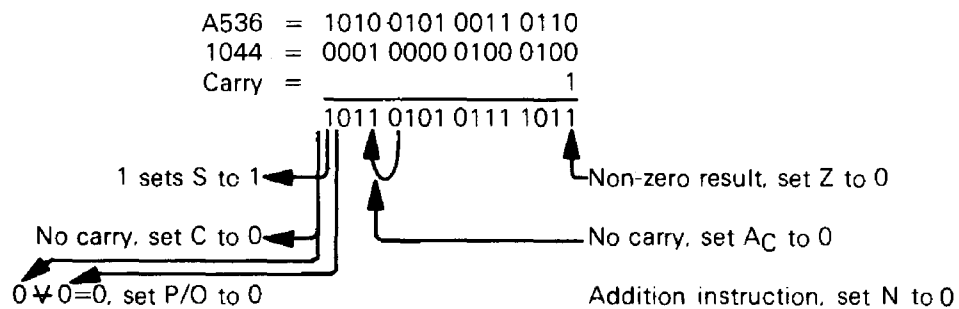 A536 = 1010 0101 0011 0110
1044 = 0001 0000 0100 0100
Carry = 1
1011 0101 0111 1011
1 sets S to 1
Non-zero result, set Z to 0
No carry, set C to 0
No carry, set AC to 0
0 ⊻ 0=0, set P/O to 0
Addition instruction, set N to 0